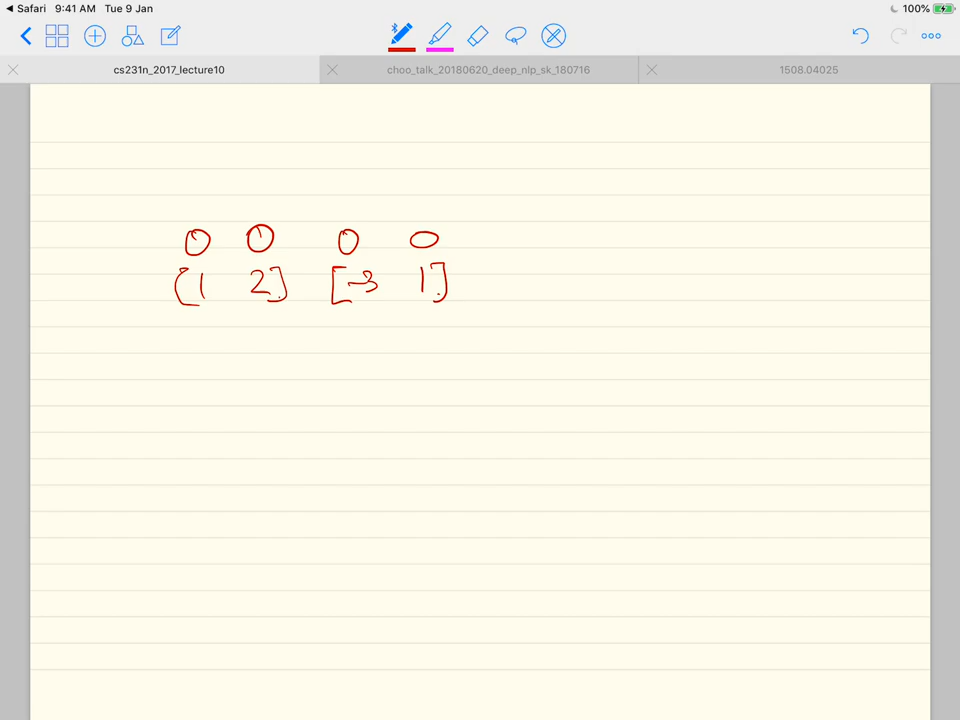 Safari 9:41 AM Tue 9 Jan 100%
cs231n_2017_lecture10 choo_talk_20180620_deep_nlp_sk_180716 1508.04025
0 0 0 0
[1 2] [-3 1]